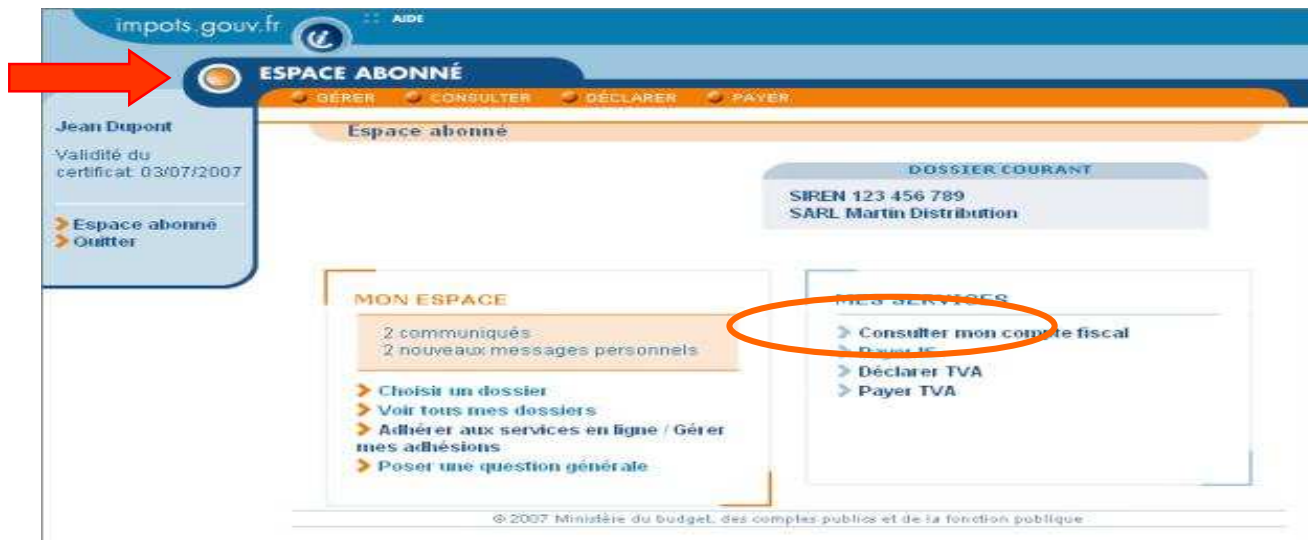 impots.gouv.fr
AIDE
ESPACE ABONNÉ
GÉRER CONSULTER DÉCLARER PAYER
Jean Dupont
Validité du
certificat 03/07/2007
Espace abonné
Quitter
Espace abonné
DOSSIER COURANT
SIREN 123 456 789
SARL Martin Distribution
MON ESPACE
2 communiqués
2 nouveaux messages personnels
Choisir un dossier
Voir tous mes dossiers
Adhérer aux services en ligne / Gérer
mes adhésions
Poser une question générale
MES SERVICES
Consulter mon compte fiscal
Payer IS
Déclarer TVA
Payer TVA
© 2007 Ministère du budget, des comptes publics et de la fonction publique